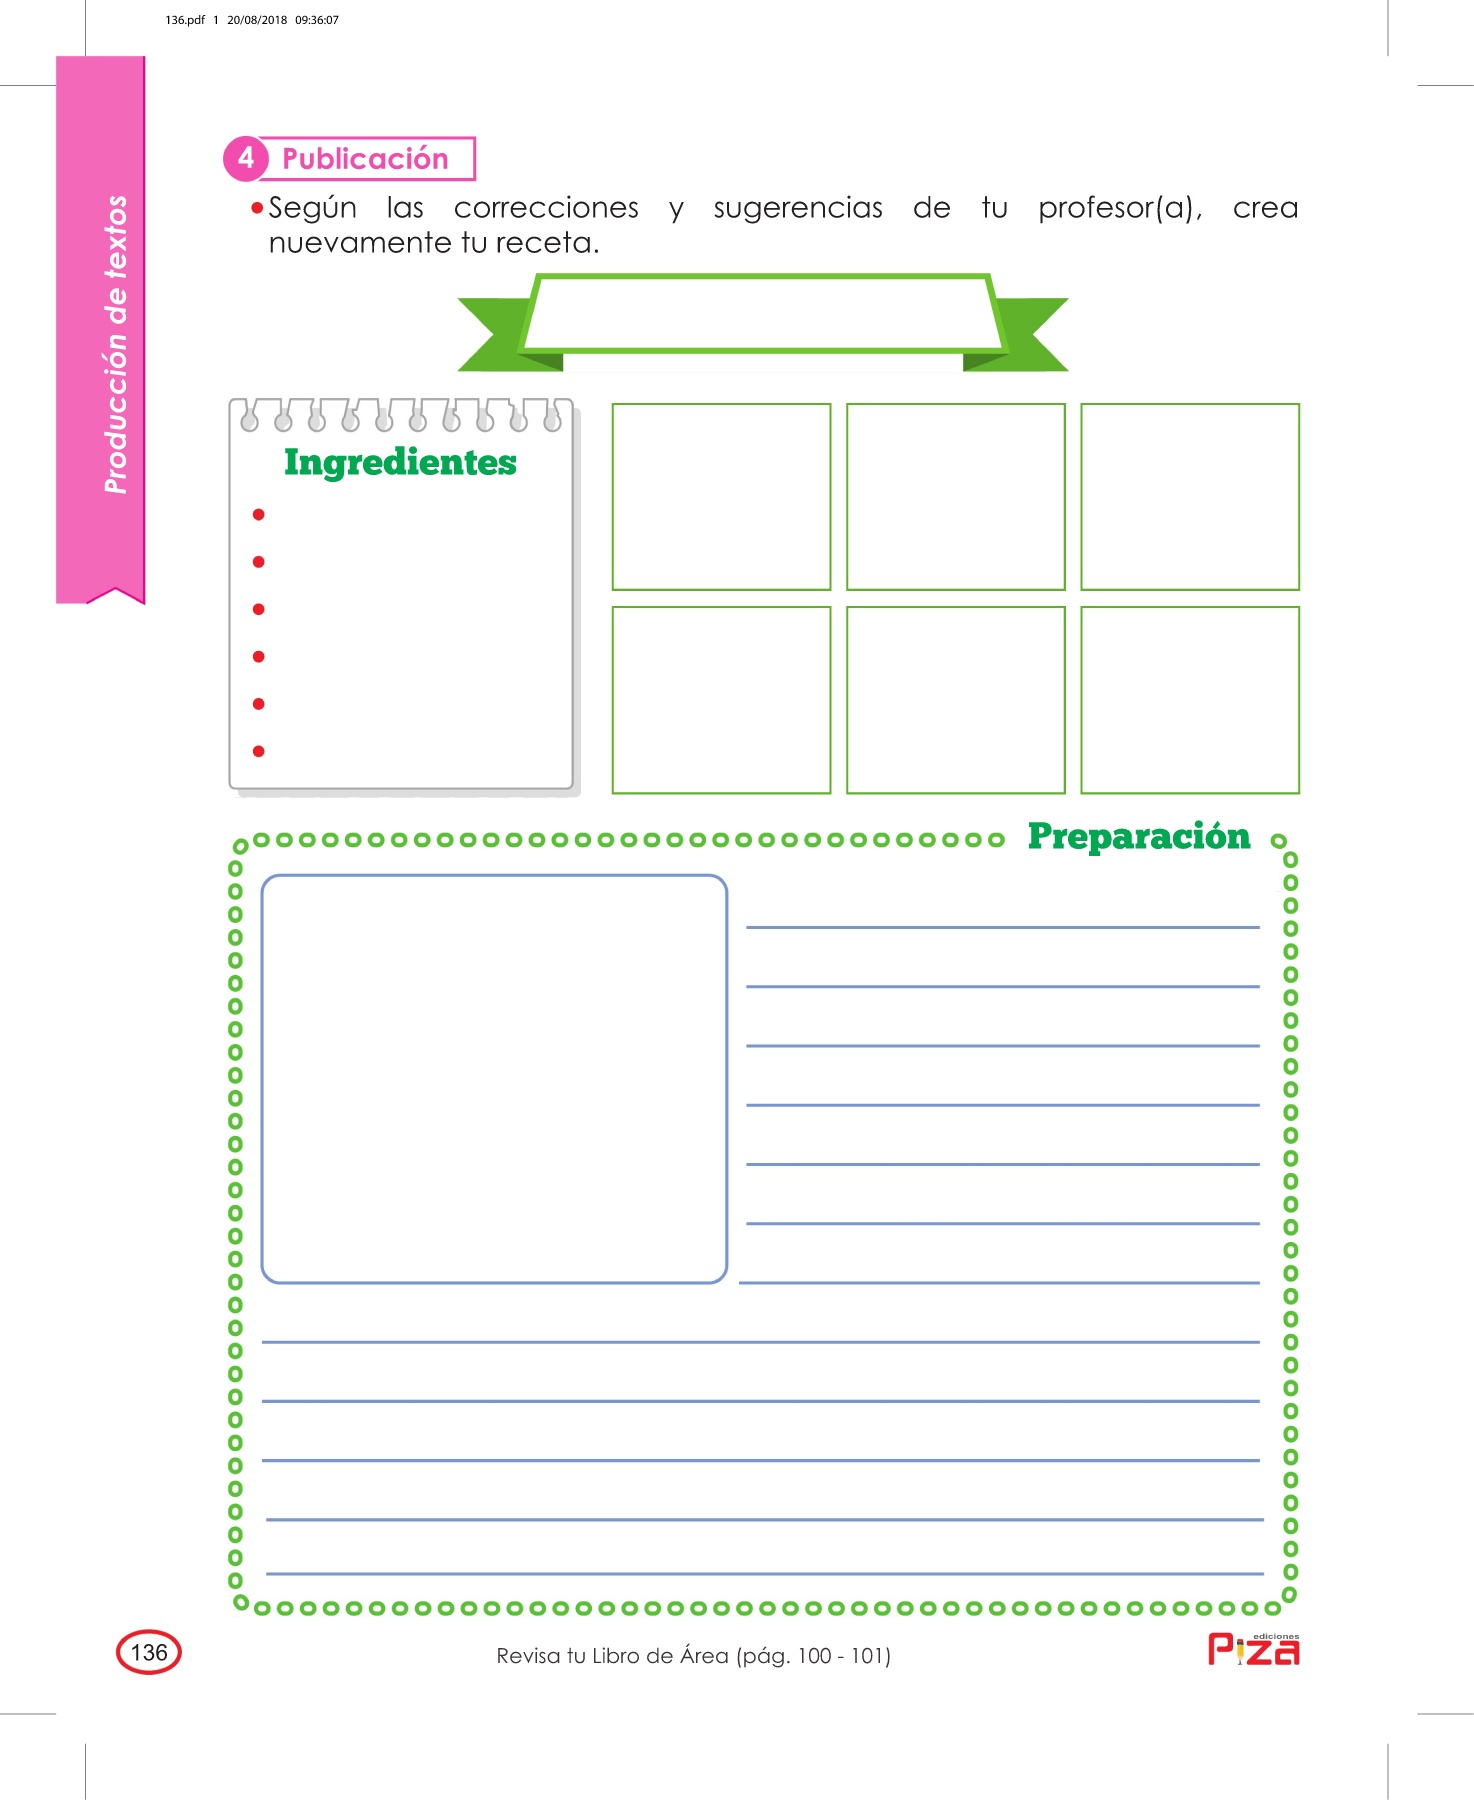 136.pdf 1 20/08/2018 09:36:07
Producción de textos
4 Publicación
• Según las correcciones y sugerencias de tu profesor(a), crea
nuevamente tu receta.
Ingredientes
•
•
•
•
•
•
Preparación
136
Revisa tu Libro de Área (pág. 100 - 101)
ediciones
Piza